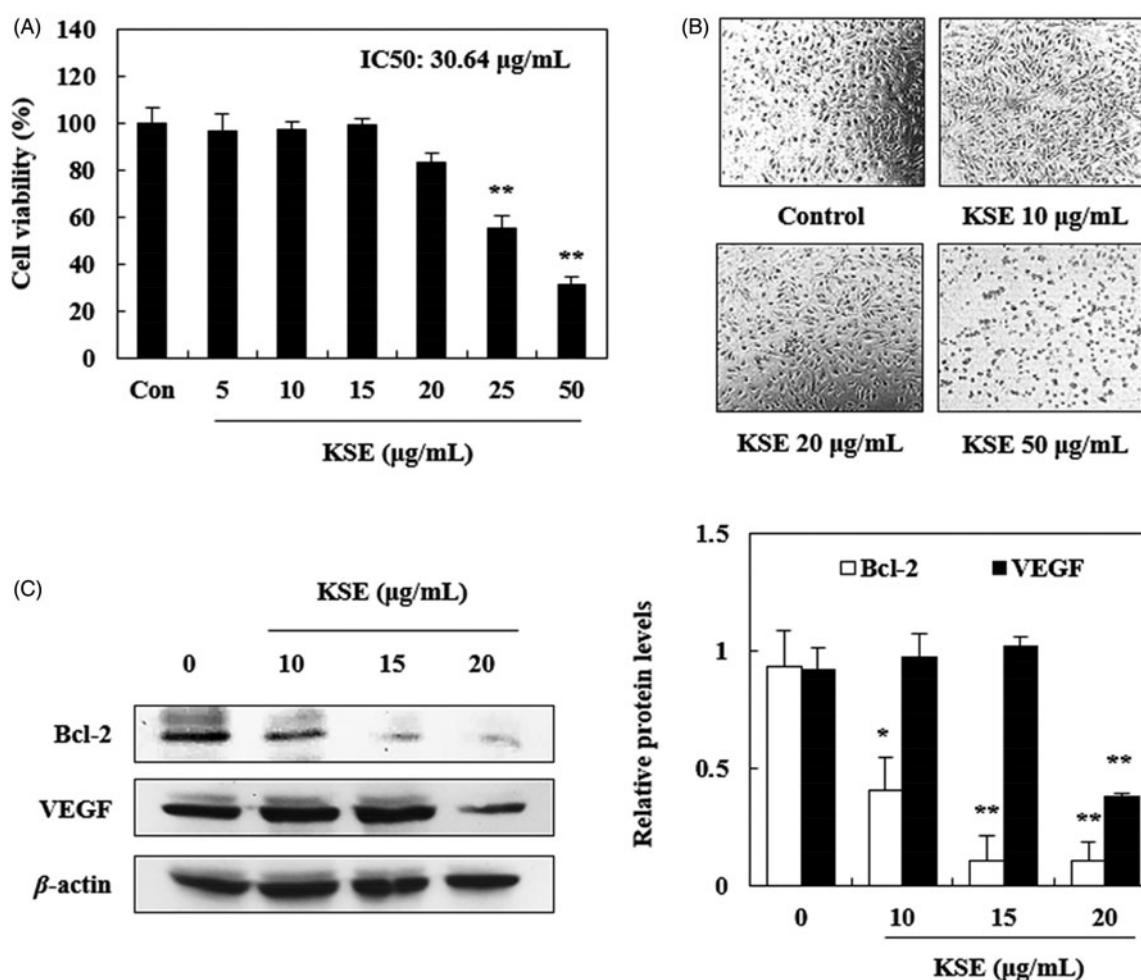 (A)
140
120
100
80
60
40
20
0
Cell viability (%)
IC50: 30.64 μg/mL
**
**
Con 5 10 15 20 25 50
KSE (μg/mL)
(B)
Control
KSE 10 μg/mL
KSE 20 μg/mL
KSE 50 μg/mL
(C)
KSE (μg/mL)
0 10 15 20
Bcl-2
VEGF
β-actin
1.5
1
0.5
0
Relative protein levels
Bcl-2 VEGF
*
**
**
**
0 10 15 20
KSE (μg/mL)